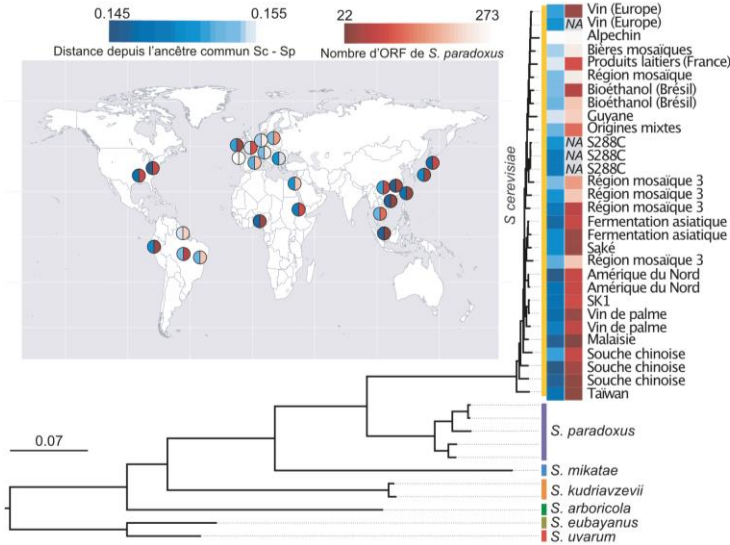 0.145
0.155
Distance depuis l'ancêtre commun Sc - Sp
22
273
Nombre d'ORF de S. paradoxus
S cerevisiae
Vin (Europe)
NA Vin (Europe)
Alpechin
Bières mosaïques
Produits laitiers (France)
Région mosaïque
Bioéthanol (Brésil)
Bioéthanol (Brésil)
Guyane
Origines mixtes
NA S288C
NA S288C
NA S288C
Région mosaïque 3
Région mosaïque 3
Région mosaïque 3
Fermentation asiatique
Fermentation asiatique
Saké
Région mosaïque 3
Amérique du Nord
Amérique du Nord
SK1
Vin de palme
Vin de palme
Malaisie
Souche chinoise
Souche chinoise
Souche chinoise
Taïwan
0.07
S. paradoxus
S. mikatae
S. kudriavzevii
S. arboricola
S. eubayanus
S. uvarum